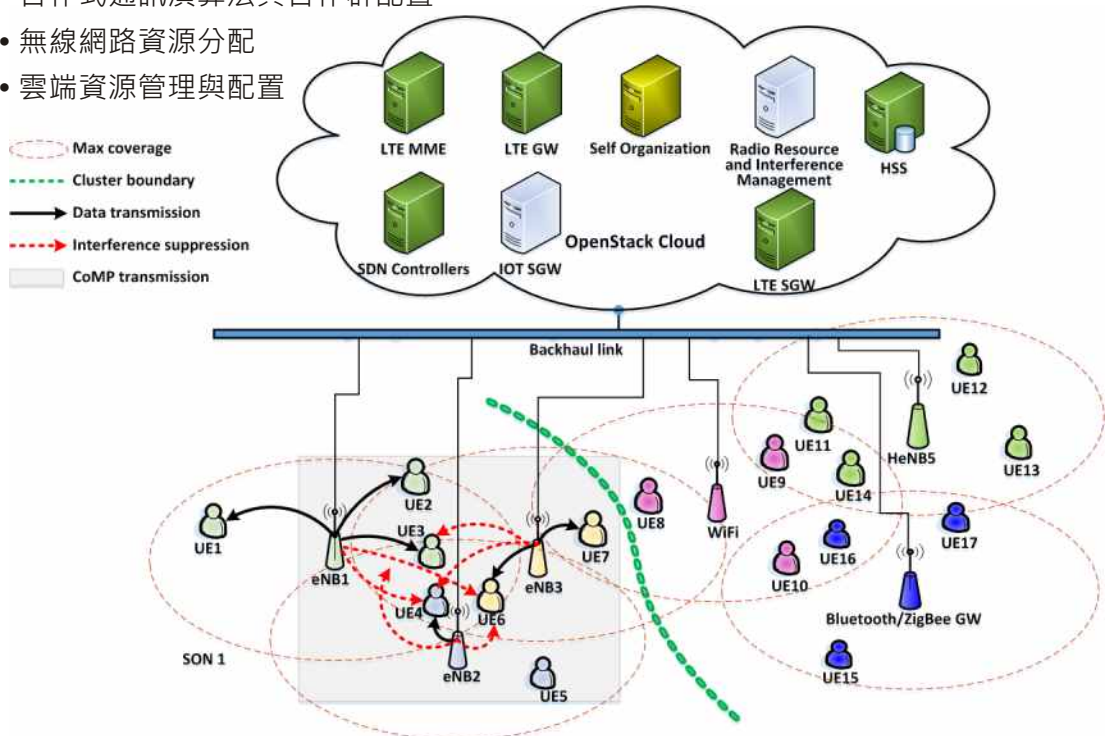 • 無線網路資源分配
• 雲端資源管理與配置
Max coverage
Cluster boundary
Data transmission
Interference suppression
CoMP transmission
LTE MME
LTE GW
Self Organization
Radio Resource
and Interference
Management
HSS
SDN Controllers
IOT SGW
OpenStack Cloud
LTE SGW
Backhaul link
UE12
UE11
HeNB5
UE13
UE9
UE14
UE2
UE8
WiFi
UE1
UE3
UE7
UE16
UE17
eNB1
eNB3
UE10
UE4
UE6
Bluetooth/ZigBee GW
SON 1
eNB2
UE5
UE15